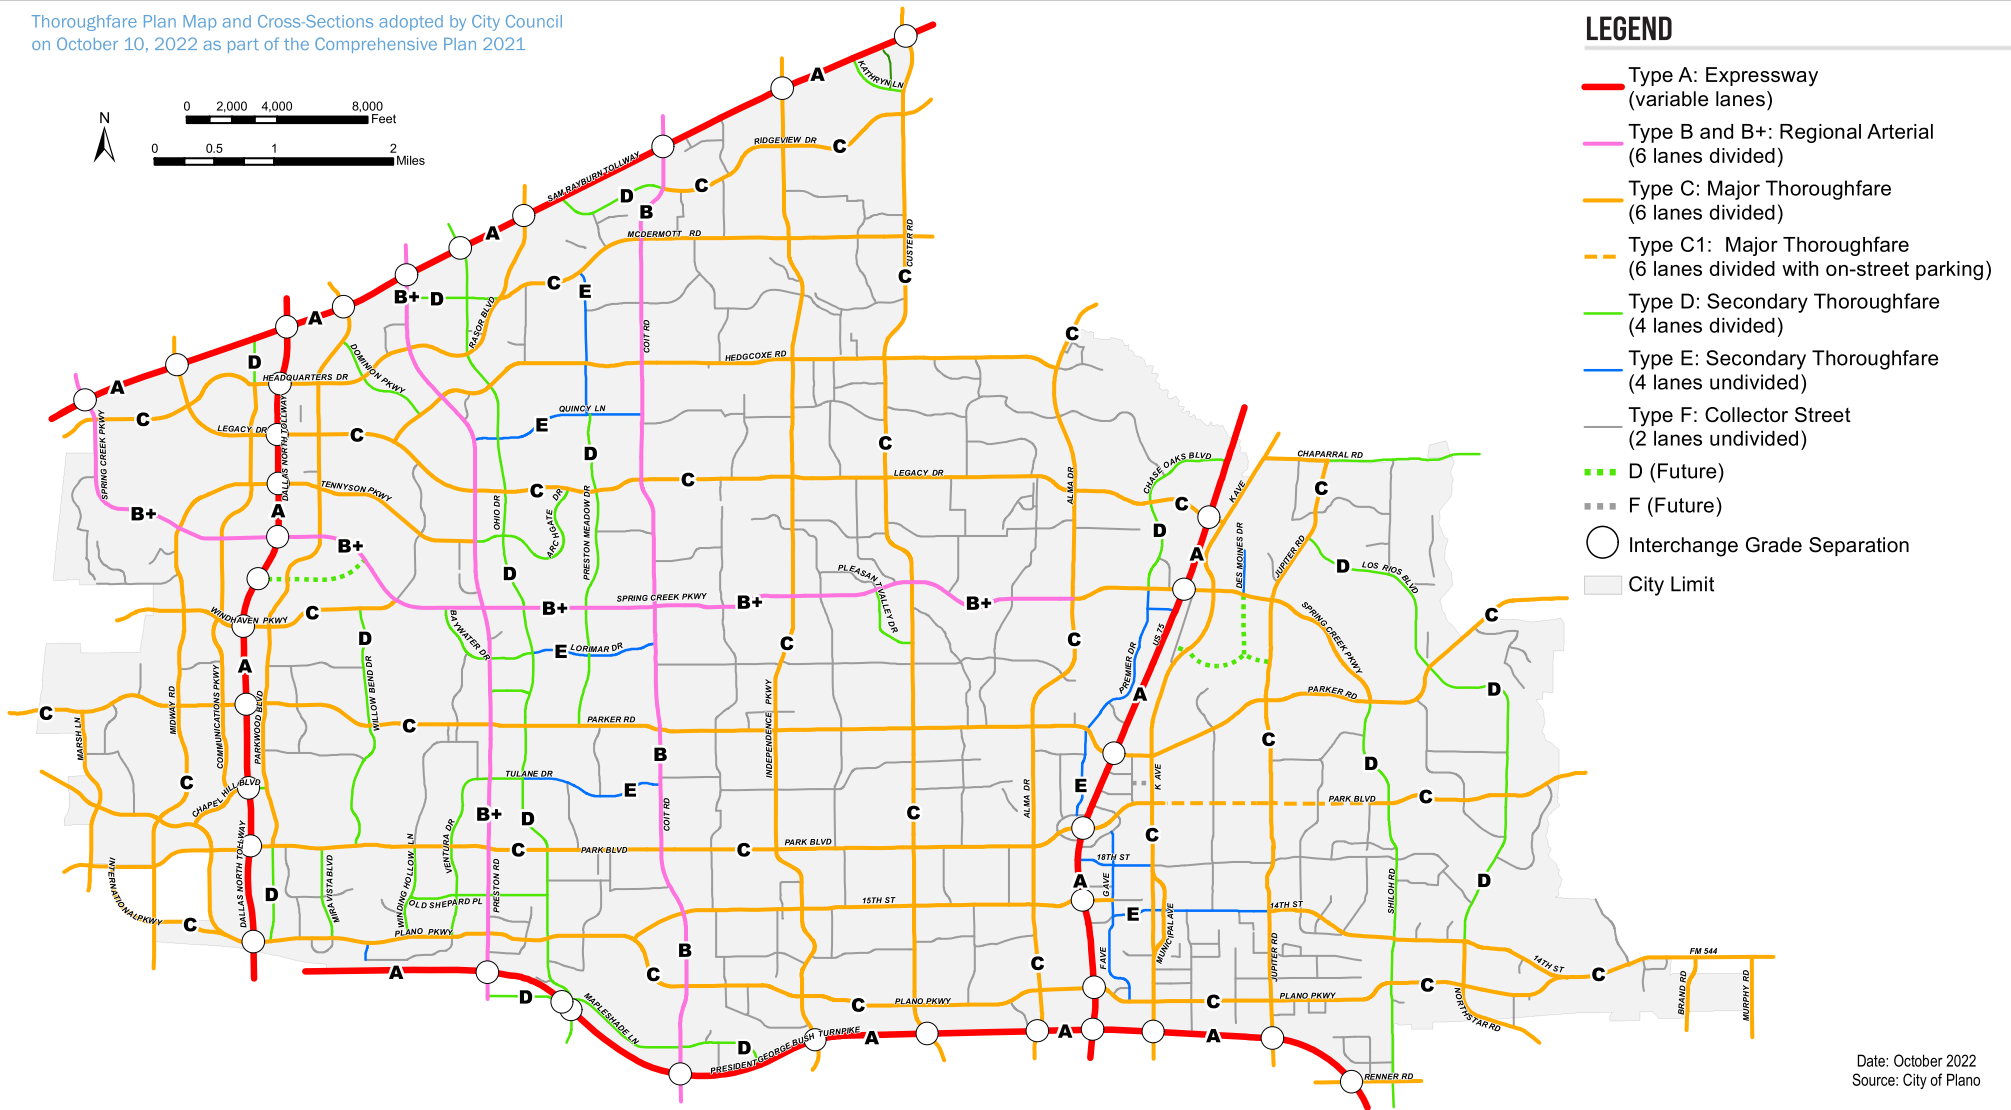 Thoroughfare Plan Map and Cross-Sections adopted by City Council
on October 10, 2022 as part of the Comprehensive Plan 2021
0 2,000 4,000 8,000
Feet
N
0 0.5 1 2
Miles
LEGEND
Type A: Expressway
(variable lanes)
Type B and B+: Regional Arterial
(6 lanes divided)
Type C: Major Thoroughfare
(6 lanes divided)
Type C1: Major Thoroughfare
(6 lanes divided with on-street parking)
Type D: Secondary Thoroughfare
(4 lanes divided)
Type E: Secondary Thoroughfare
(4 lanes undivided)
Type F: Collector Street
(2 lanes undivided)
D (Future)
F (Future)
Interchange Grade Separation
City Limit
A
KATHRYN LN
RIDGEVIEW DR
C
SAM RAYBURN TOLLWAY
D
C
B
A
MCDERMOTT RD
CUSTER RD
C
B+
D
C
E
RASOR BLVD
A
COIT RD
C
D
DOMINION PKWY
HEDGCOXE RD
HEADQUARTERS DR
A
C
SPRING CREEK PKWY
LEGACY DR
DALLAS NORTH TOLLWAY
C
QUINCY LN
E
D
C
CHAPARRAL RD
CHASE OAKS BLVD
TENNYSON PKWY
C
C
LEGACY DR
ALMA DR
C
K AVE
C
ARCHGATE DR
OHIO DR
PRESTON MEADOW DR
B+
A
D
A
DES MOINES DR
JUPITER RD
B+
D
D
LOS RIOS BLVD
PLEASANT VALLEY DR
SPRING CREEK PKWY
B+
B+
B+
WINDHAVEN PKWY
C
C
SPRING CREEK PKWY
BAYWATER DR
D
E
LORIMAR DR
C
C
US 75
PREMIER DR
A
WILLOW BEND DR
MIDWAY RD
COMMUNICATIONS PKWY
PARKWOOD BLVD
A
PARKER RD
D
C
MARSH LN
C
PARKER RD
INDEPENDENCE PKWY
B
C
D
TULANE DR
E
C
CHAPEL HILL BLVD
E
K AVE
ALMA DR
PARK BLVD
C
B+
D
COIT RD
C
C
DALLAS NORTH TOLLWAY
VENTURA DR
WINDING HOLLOW LN
C
PARK BLVD
C
PARK BLVD
18TH ST
INTERNATIONAL PKWY
D
MIRA VISTA BLVD
PRESTON RD
OLD SHEPARD PL
15TH ST
A
G AVE
E
MUNICIPAL AVE
14TH ST
SHILOH RD
D
C
PLANO PKWY
B
C
C
F AVE
JUPITER RD
14TH ST
C
FM 544
A
D
MAPLESHADE LN
C
PLANO PKWY
C
PLANO PKWY
C
NORTHSTAR RD
BRAND RD
MURPHY RD
D
PRESIDENT GEORGE BUSH TURNPIKE
A
A
A
RENNER RD
Date: October 2022
Source: City of Plano